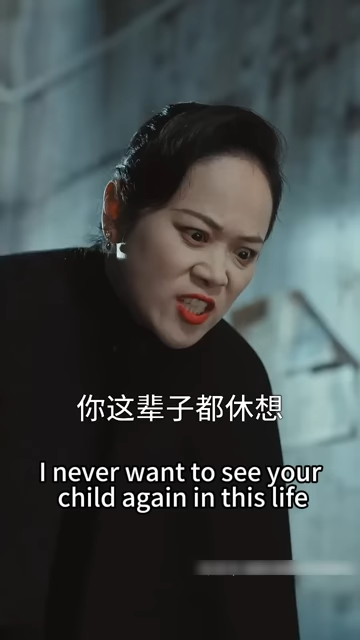 你这辈子都休想
I never want to see your
child again in this life